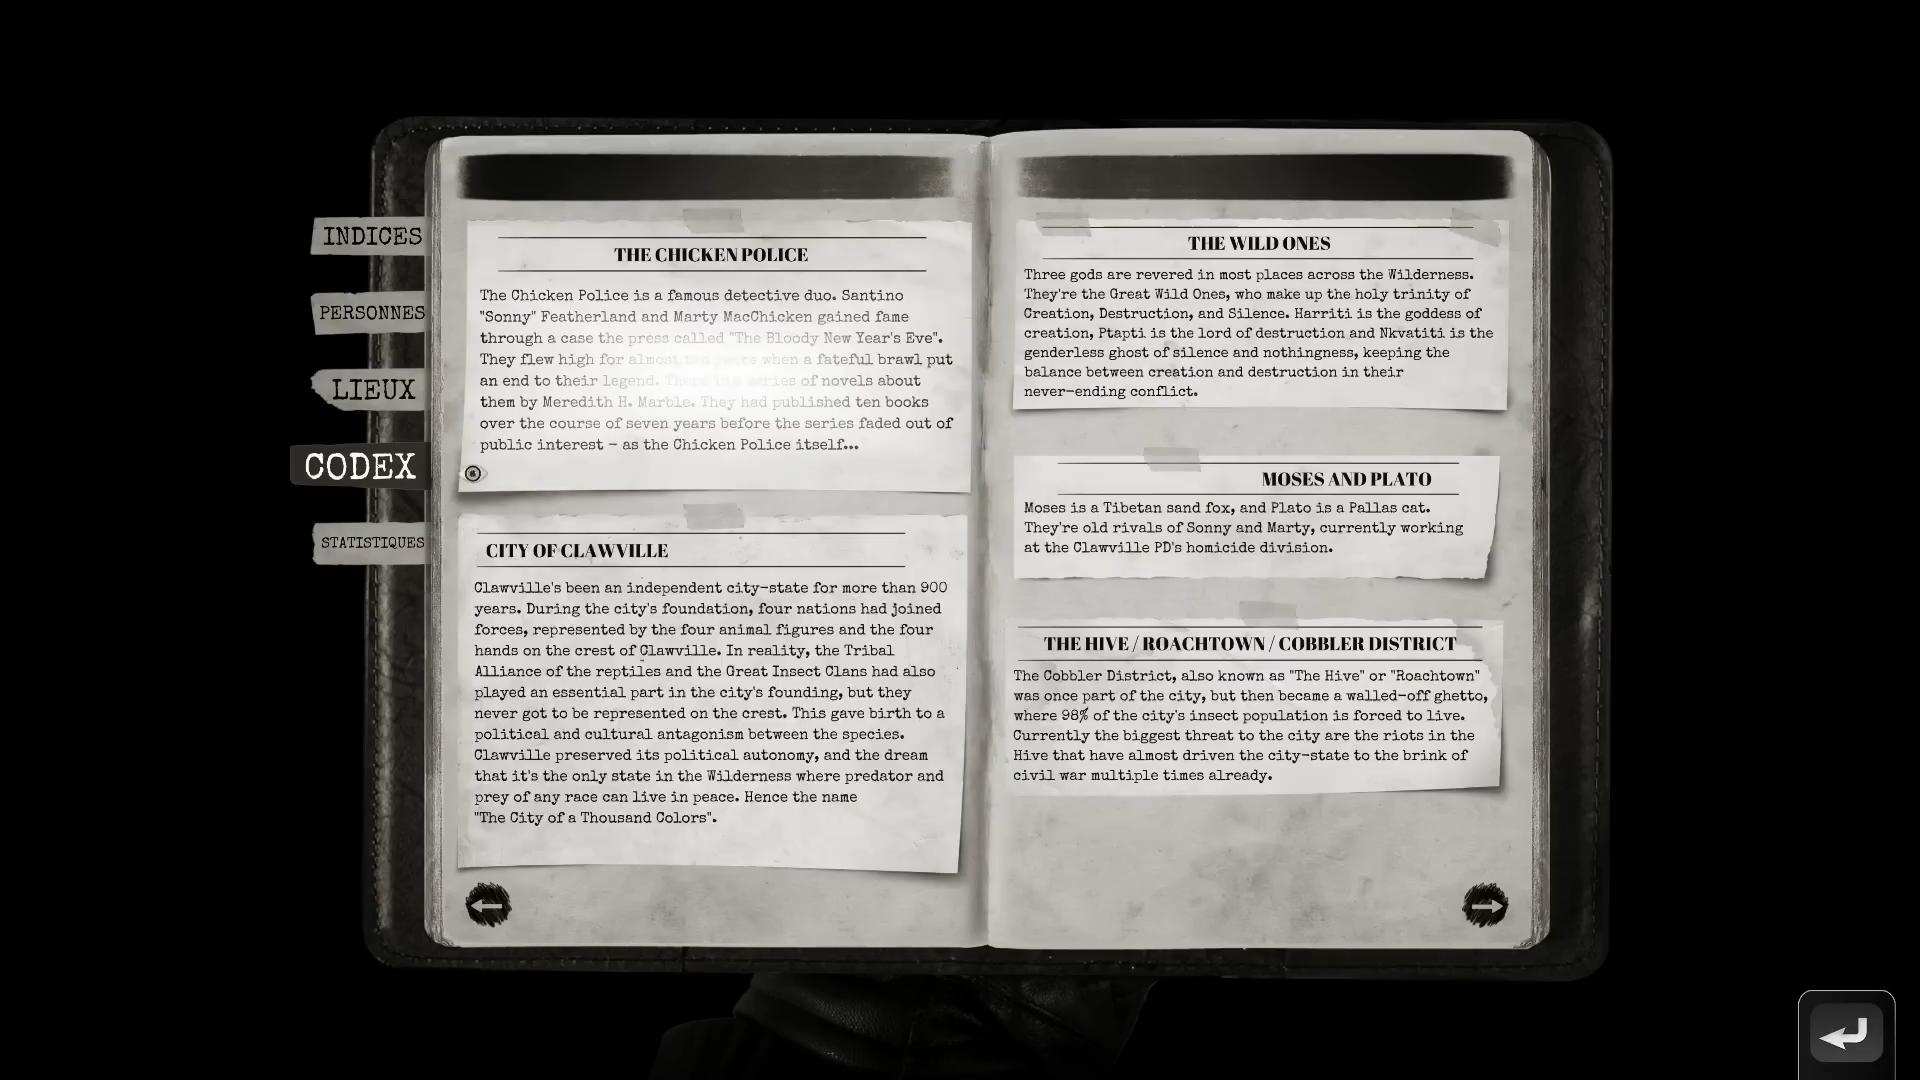 INDICES
PERSONNES
LIEUX
CODEX
STATISTIQUES
THE CHICKEN POLICE
The Chicken Police is a famous detective duo. Santino
"Sonny" Featherland and Marty MacChicken gained fame
through a case the press called "The Bloody New Year's Eve".
They flew high for almost ten years when a fateful brawl put
an end to their legend. There is a series of novels about
them by Meredith H. Marble. They had published ten books
over the course of seven years before the series faded out of
public interest - as the Chicken Police itself...
CITY OF CLAWVILLE
Clawville's been an independent city-state for more than 900
years. During the city's foundation, four nations had joined
forces, represented by the four animal figures and the four
hands on the crest of Clawville. In reality, the Tribal
Alliance of the reptiles and the Great Insect Clans had also
played an essential part in the city's founding, but they
never got to be represented on the crest. This gave birth to a
political and cultural antagonism between the species.
Clawville preserved its political autonomy, and the dream
that it's the only state in the Wilderness where predator and
prey of any race can live in peace. Hence the name
"The City of a Thousand Colors".
THE WILD ONES
Three gods are revered in most places across the Wilderness.
They're the Great Wild Ones, who make up the holy trinity of
Creation, Destruction, and Silence. Harriti is the goddess of
creation, Ptapti is the lord of destruction and Nkvatiti is the
genderless ghost of silence and nothingness, keeping the
balance between creation and destruction in their
never-ending conflict.
MOSES AND PLATO
Moses is a Tibetan sand fox, and Plato is a Pallas cat.
They're old rivals of Sonny and Marty, currently working
at the Clawville PD's homicide division.
THE HIVE / ROACHTOWN / COBBLER DISTRICT
The Cobbler District, also known as "The Hive" or "Roachtown"
was once part of the city, but then became a walled-off ghetto,
where 98% of the city's insect population is forced to live.
Currently the biggest threat to the city are the riots in the
Hive that have almost driven the city-state to the brink of
civil war multiple times already.